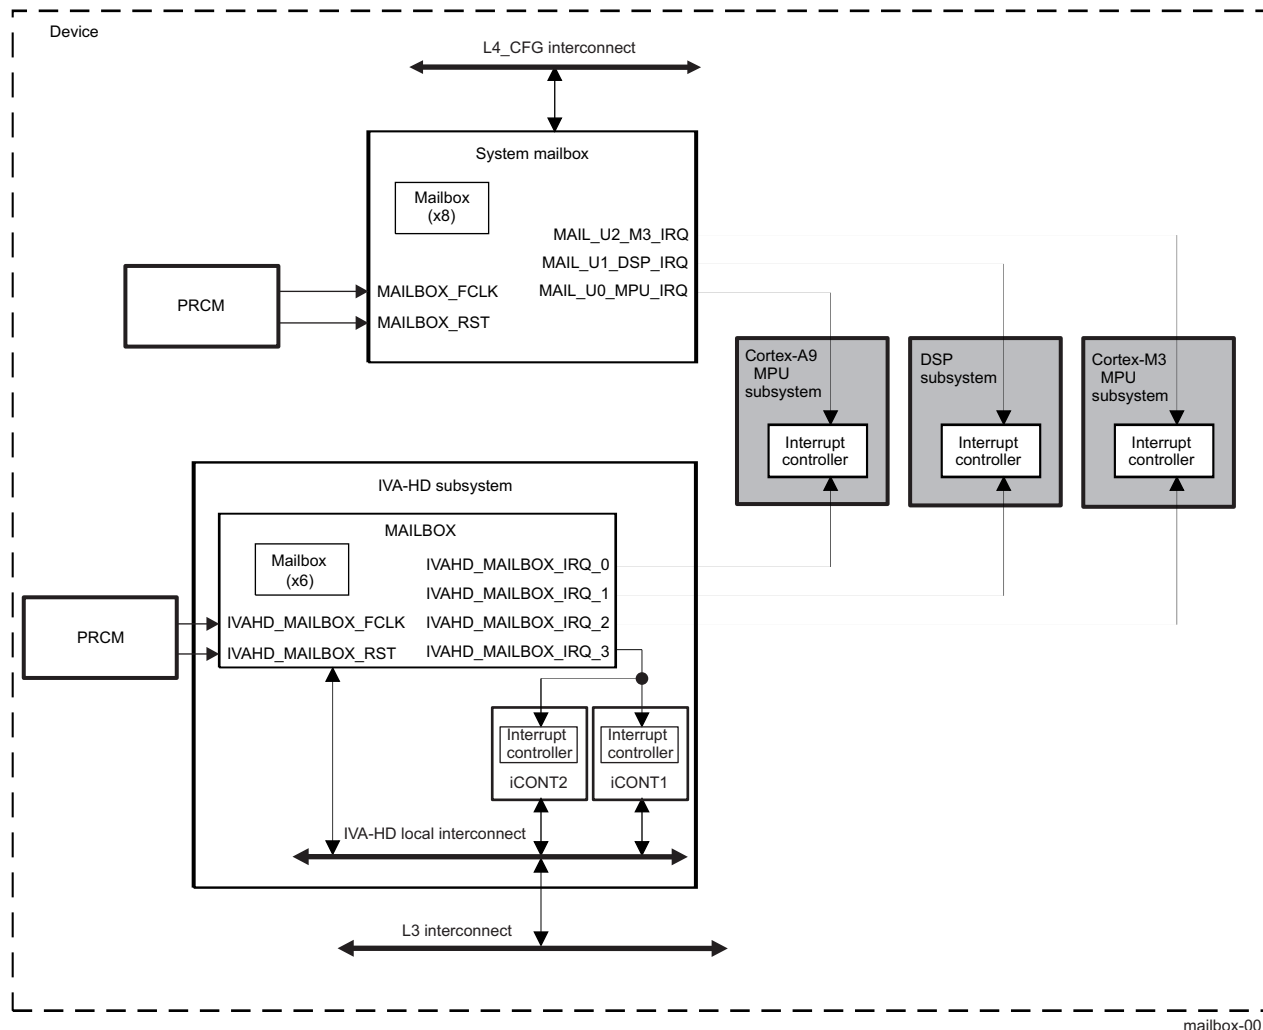 Device
L4_CFG interconnect
System mailbox
Mailbox
(x8)
MAIL_U2_M3_IRQ
MAIL_U1_DSP_IRQ
MAIL_U0_MPU_IRQ
MAILBOX_FCLK
MAILBOX_RST
PRCM
Cortex-A9
MPU
subsystem
Interrupt
controller
DSP
subsystem
Interrupt
controller
Cortex-M3
MPU
subsystem
Interrupt
controller
IVA-HD subsystem
MAILBOX
Mailbox
(x6)
IVAHD_MAILBOX_IRQ_0
IVAHD_MAILBOX_IRQ_1
IVAHD_MAILBOX_IRQ_2
IVAHD_MAILBOX_IRQ_3
IVAHD_MAILBOX_FCLK
IVAHD_MAILBOX_RST
PRCM
Interrupt
controller
iCONT2
Interrupt
controller
iCONT1
IVA-HD local interconnect
L3 interconnect
mailbox-00